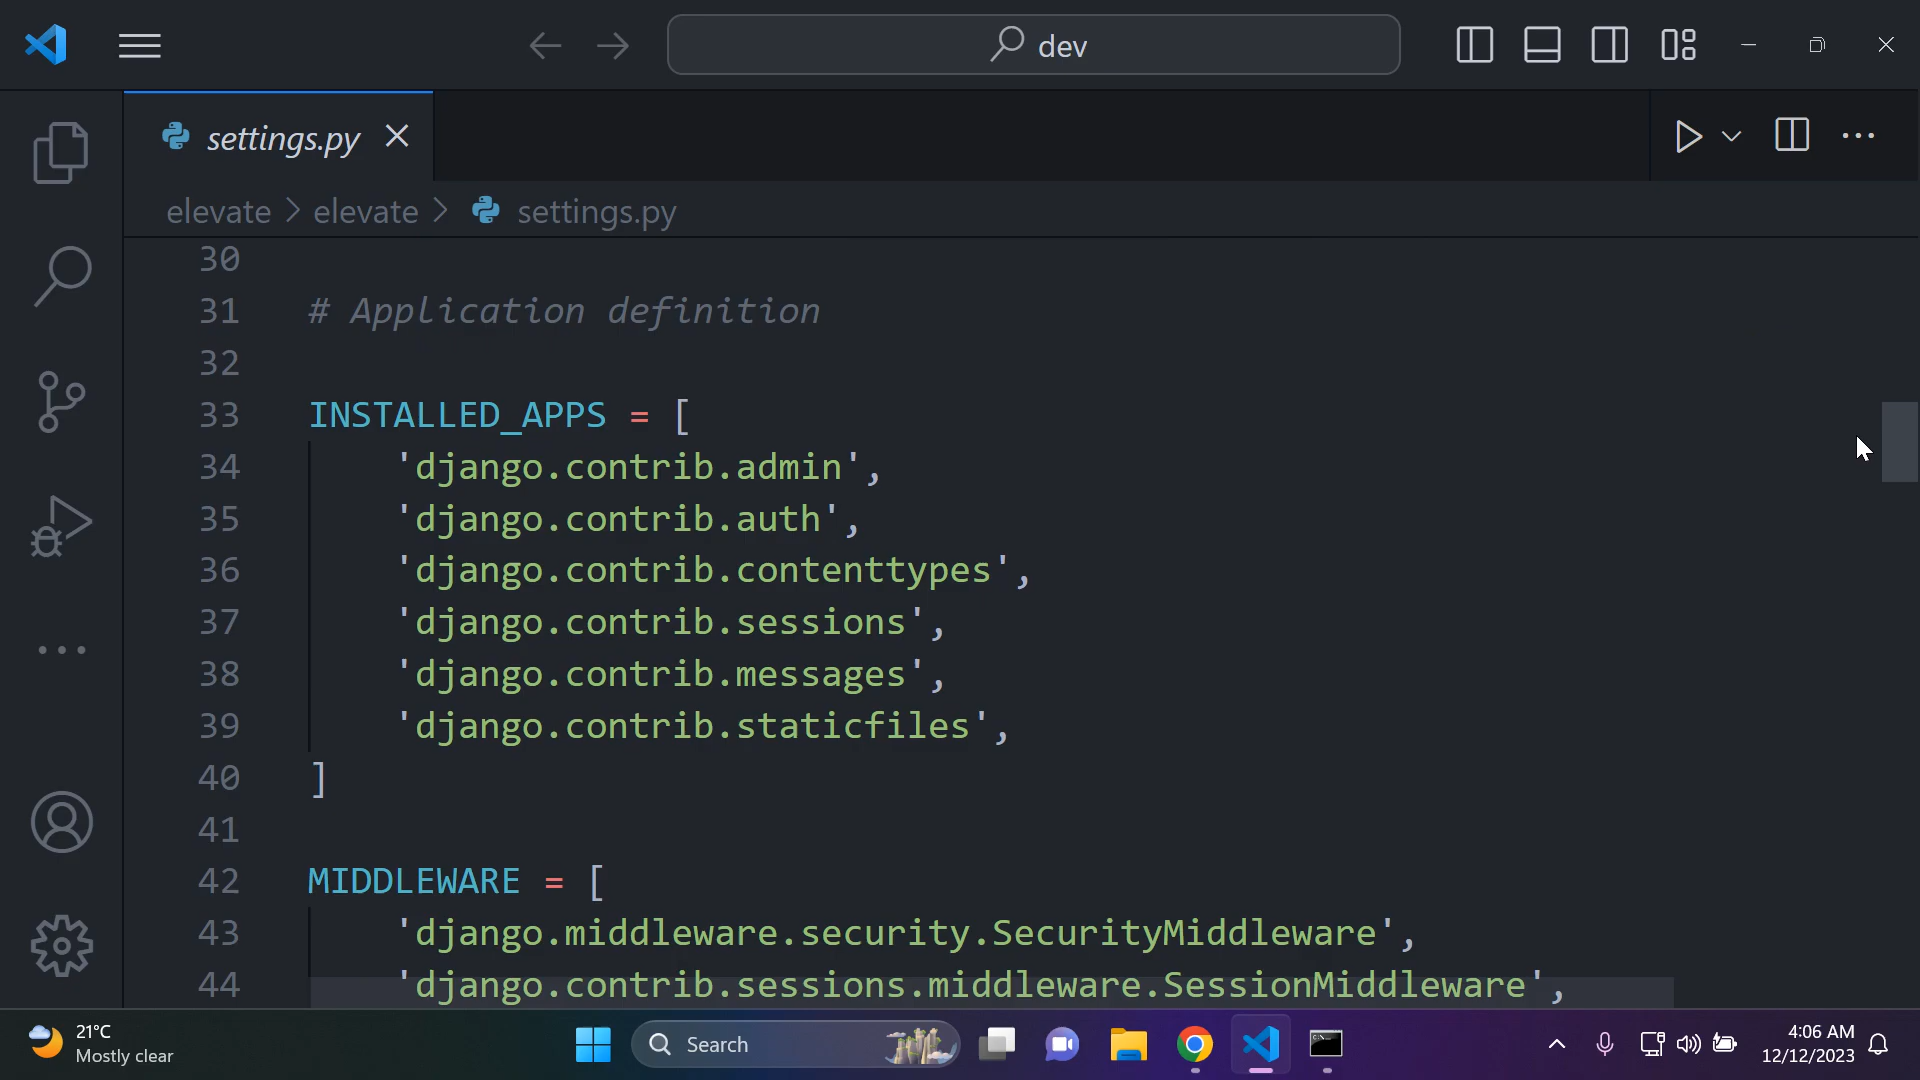 dev
settings.py
elevate > elevate > settings.py
30
31 # Application definition
32
33 INSTALLED_APPS = [
34 'django.contrib.admin',
35 'django.contrib.auth',
36 'django.contrib.contenttypes',
37 'django.contrib.sessions',
38 'django.contrib.messages',
39 'django.contrib.staticfiles',
40 ]
41
42 MIDDLEWARE = [
43 'django.middleware.security.SecurityMiddleware',
44 'django.contrib.sessions.middleware.SessionMiddleware',
21°C
Mostly clear
Search
4:06 AM
12/12/2023